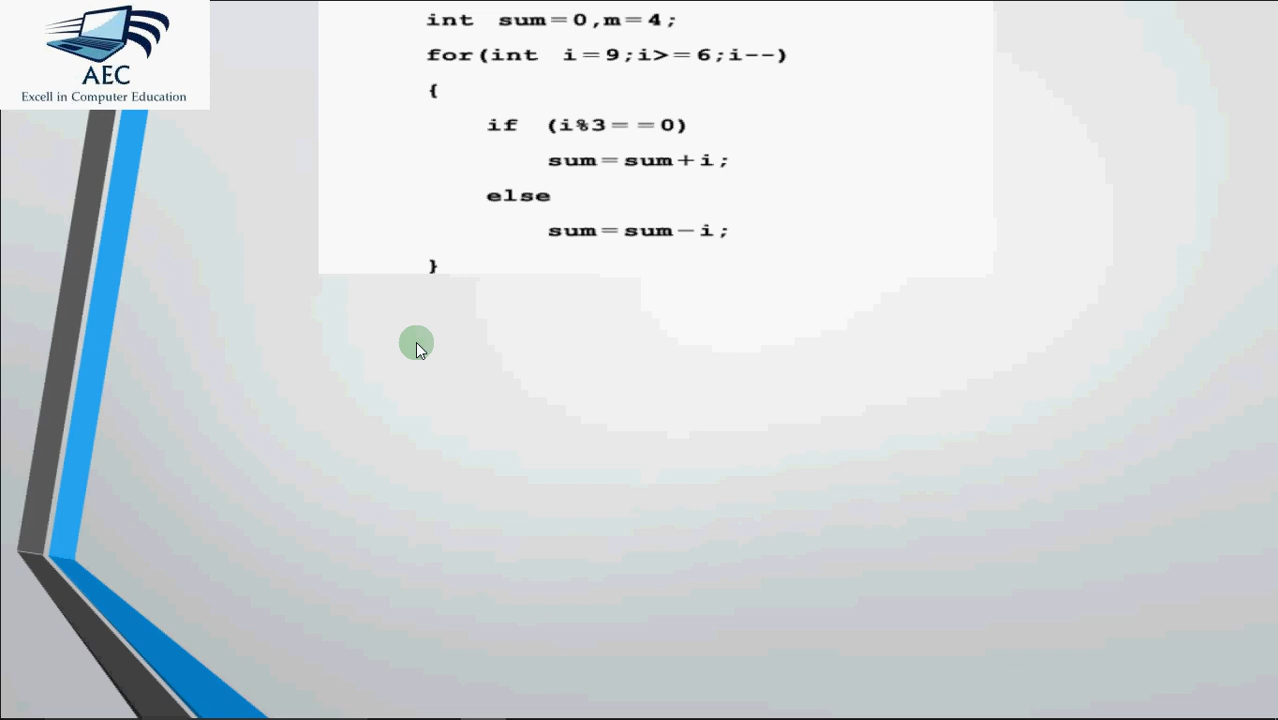 AEC
Excell in Computer Education
int sum=0,m=4;
for(int i=9;i>=6;i--)
{
if (i%3==0)
sum=sum+i;
else
sum=sum-i;
}